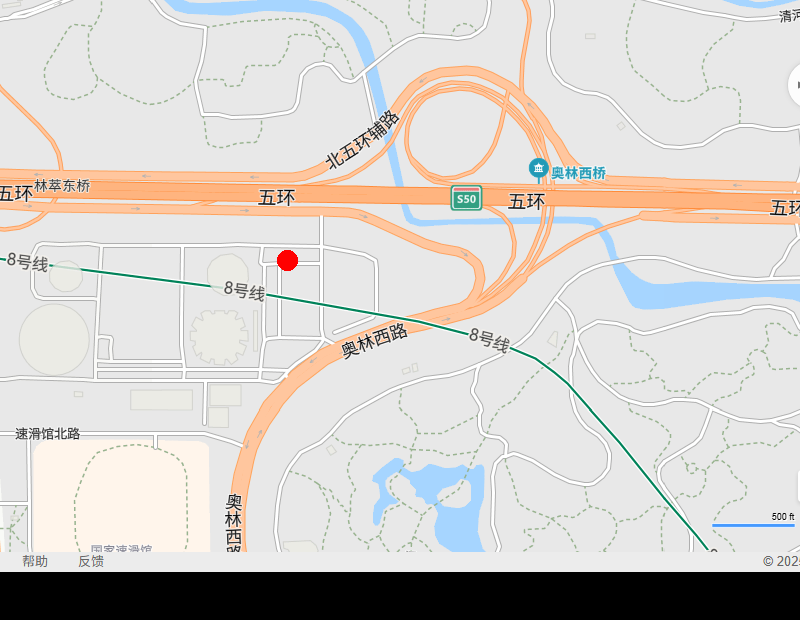 清河
北五环辅路
奥林西桥
五环
林萃东桥
五环
S50
五环
五环
8号线
8号线
8号线
奥林西路
速滑馆北路
奥林西路
国家速滑馆
500 ft
帮助
反馈